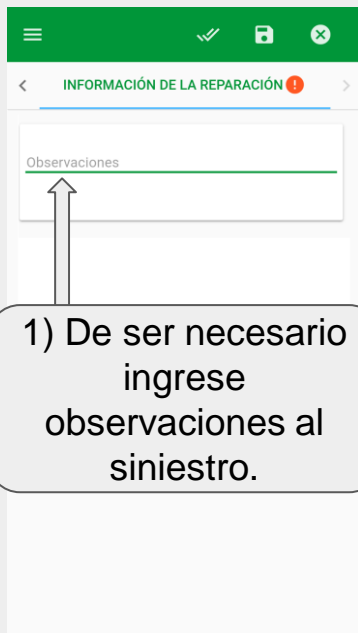 INFORMACIÓN DE LA REPARACIÓN !
Observaciones
1) De ser necesario
ingrese
observaciones al
siniestro.